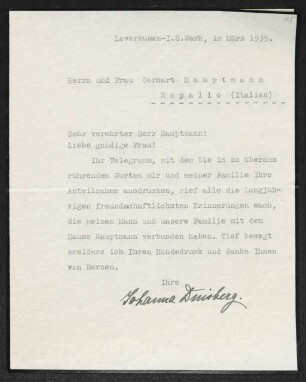 Leverkusen-I.G.Werk, im März 1935.
Herrn und Frau Gerhart Hauptmann
Rapallo (Italien)
Sehr verehrter Herr Hauptmann!
Liebe gnädige Frau!
Ihr Telegramm, mit dem Sie in so überaus
rührenden Worten mir und meiner Familie Ihre
Anteilnahme ausdrücken, rief alle die langjäh-
rigen freundschaftlichsten Erinnerungen wach,
die meinen Mann und unsere Familie mit dem
Hause Hauptmann verbunden haben. Tief bewegt
erwidere ich Ihren Händedruck und danke Ihnen
von Herzen.
Ihre
Johanna Duisberg.